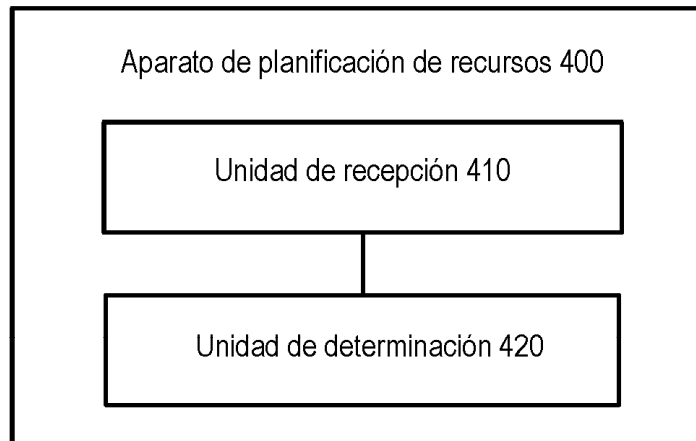 Aparato de planificación de recursos 400
Unidad de recepción 410
Unidad de determinación 420